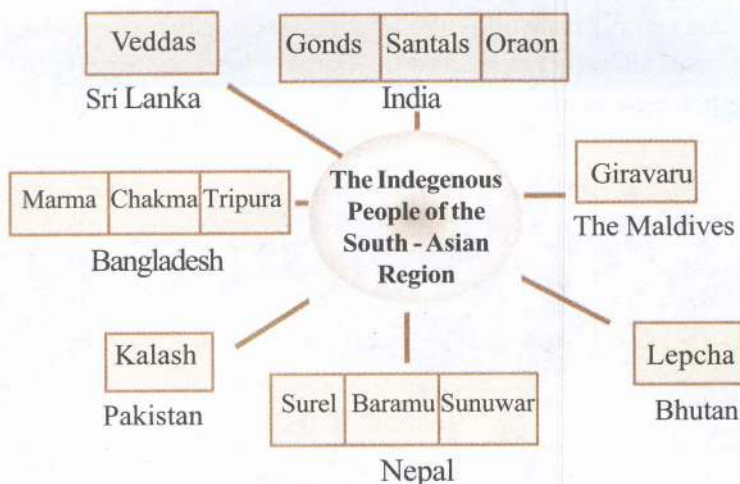 Veddas
Sri Lanka
Gonds Santals Oraon
India
The Indegenous
People of the
South - Asian
Region
Giravaru
The Maldives
Marma Chakma Tripura
Bangladesh
Kalash
Pakistan
Surel Baramu Sunuwar
Nepal
Lepcha
Bhutan